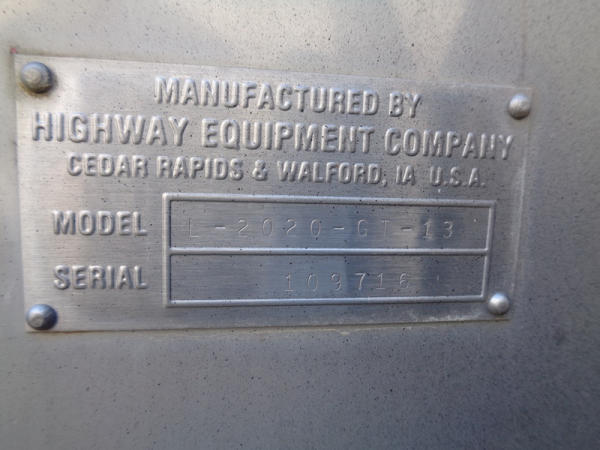 MANUFACTURED BY
HIGHWAY EQUIPMENT COMPANY
CEDAR RAPIDS & WALFORD, IA U.S.A.
MODEL L-2020-GT-13
SERIAL 109716